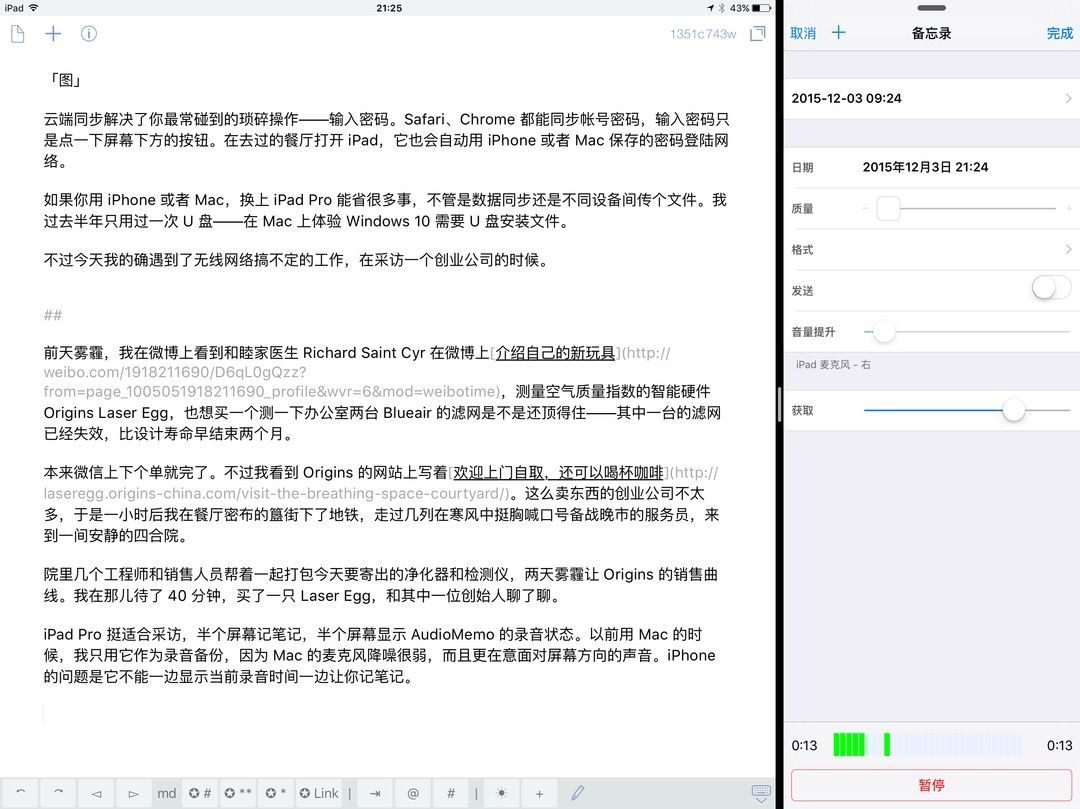 iPad
21:25
43%
1351c 743w
「图」
云端同步解决了你最常碰到的琐碎操作——输入密码。Safari、Chrome 都能同步帐号密码，输入密码只
是点一下屏幕下方的按钮。在去过的餐厅打开 iPad，它也会自动用 iPhone 或者 Mac 保存的密码登陆网
络。
如果你用 iPhone 或者 Mac，换上 iPad Pro 能省很多事，不管是数据同步还是不同设备间传个文件。我
过去半年只用过一次 U 盘——在 Mac 上体验 Windows 10 需要 U 盘安装文件。
不过今天我的确遇到了无线网络搞不定的工作，在采访一个创业公司的时候。
##
前天雾霾，我在微博上看到和睦家医生 Richard Saint Cyr 在微博上[介绍自己的新玩具](http://
weibo.com/1918211690/D6qL0gQzz?
from=page_1005051918211690_profile&wvr=6&mod=weibotime)，测量空气质量指数的智能硬件
Origins Laser Egg，也想买一个测一下办公室两台 Blueair 的滤网是不是还顶得住——其中一台的滤网
已经失效，比设计寿命早结束两个月。
本来微信上下个单就完了。不过我看到 Origins 的网站上写着[欢迎上门自取，还可以喝杯咖啡](http://
laseregg.origins-china.com/visit-the-breathing-space-courtyard/)。这么卖东西的创业公司不太
多，于是一小时后我在餐厅密布的簋街下了地铁，走过几列在寒风中挺胸喊口号备战晚市的服务员，来
到一间安静的四合院。
院里几个工程师和销售人员帮着一起打包今天要寄出的净化器和检测仪，两天雾霾让 Origins 的销售曲
线。我在那儿待了 40 分钟，买了一只 Laser Egg，和其中一位创始人聊了聊。
iPad Pro 挺适合采访，半个屏幕记笔记，半个屏幕显示 AudioMemo 的录音状态。以前用 Mac 的时
候，我只用它作为录音备份，因为 Mac 的麦克风降噪很弱，而且更在意面对屏幕方向的声音。iPhone
的问题是它不能一边显示当前录音时间一边让你记笔记。
md ✪ # ✪ ** ✪ * ✪ Link | ⇥ @ # | ☀ +
取消 + 备忘录 完成
2015-12-03 09:24
日期 2015年12月3日 21:24
质量
格式
发送
音量提升
iPad 麦克风 - 右
获取
0:13 0:13
暂停